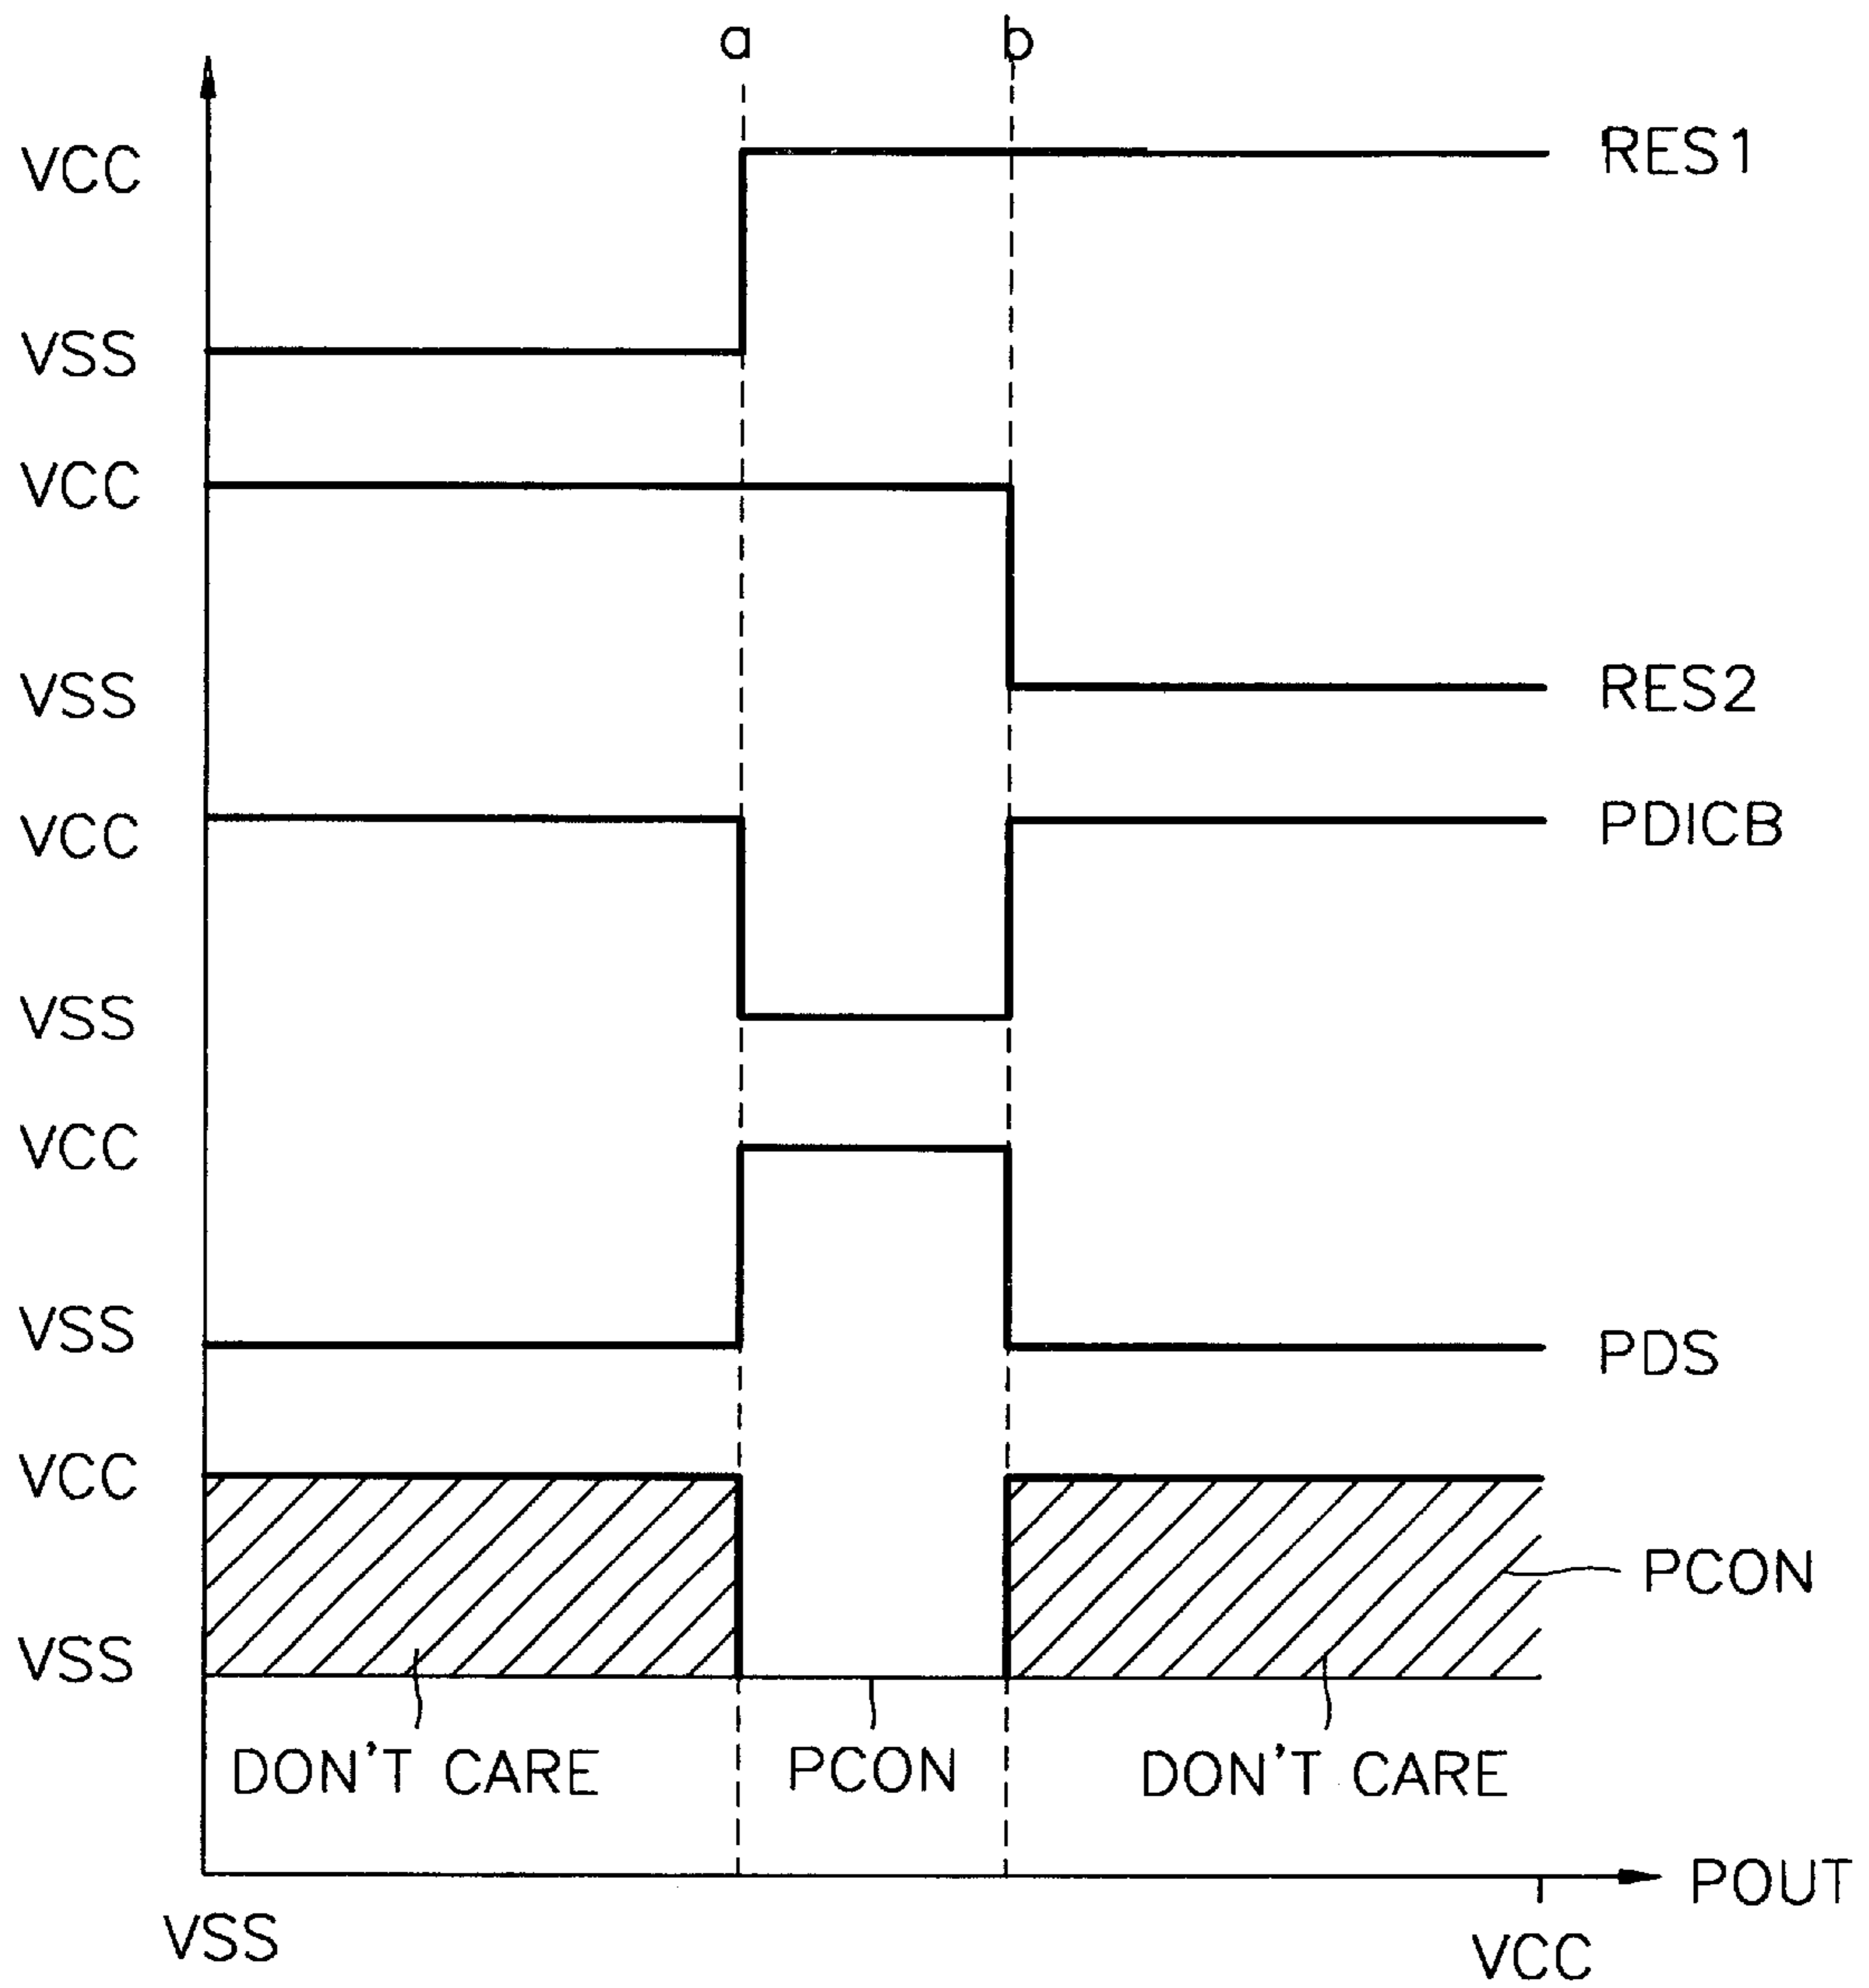 a b
VCC RES1
VSS
VCC
VSS RES2
VCC PDICB
VSS
VCC
VSS PDS
VCC
PCON
VSS
DON'T CARE PCON DON'T CARE
POUT
VSS VCC